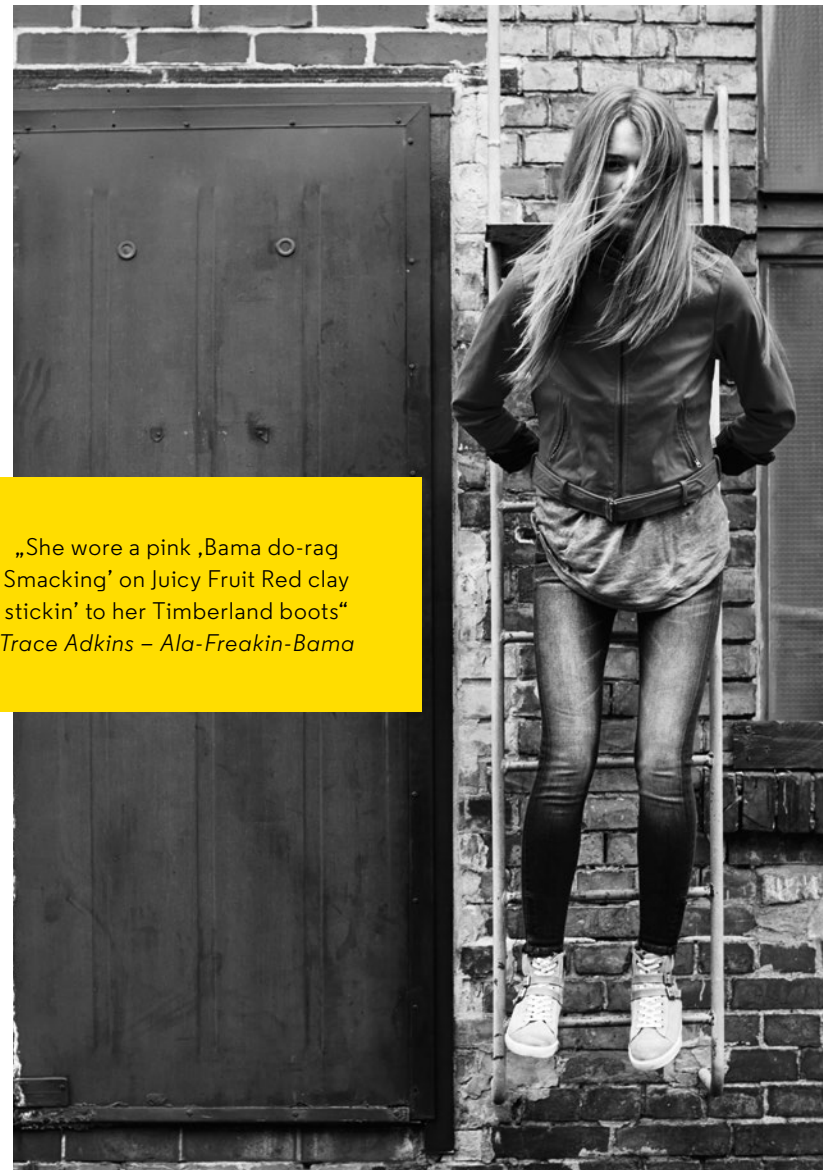 „She wore a pink ‚Bama do-rag
Smacking’ on Juicy Fruit Red clay
stickin’ to her Timberland boots“
Trace Adkins – Ala-Freakin-Bama